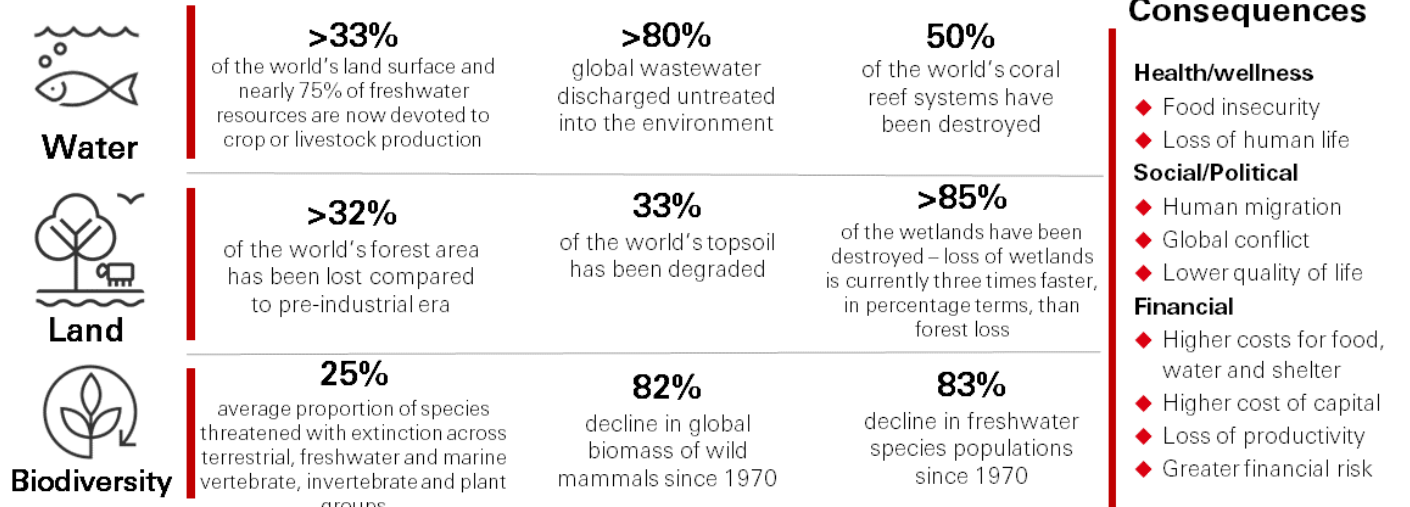 Water
>33%
of the world's land surface and
nearly 75% of freshwater
resources are now devoted to
crop or livestock production
>80%
global wastewater
discharged untreated
into the environment
50%
of the world's coral
reef systems have
been destroyed
Land
>32%
of the world's forest area
has been lost compared
to pre-industrial era
33%
of the world's topsoil
has been degraded
>85%
of the wetlands have been
destroyed – loss of wetlands
is currently three times faster,
in percentage terms, than
forest loss
Biodiversity
25%
average proportion of species
threatened with extinction across
terrestrial, freshwater and marine
vertebrate, invertebrate and plant
groups
82%
decline in global
biomass of wild
mammals since 1970
83%
decline in freshwater
species populations
since 1970
Consequences
Health/wellness
◆ Food insecurity
◆ Loss of human life
Social/Political
◆ Human migration
◆ Global conflict
◆ Lower quality of life
Financial
◆ Higher costs for food,
water and shelter
◆ Higher cost of capital
◆ Loss of productivity
◆ Greater financial risk